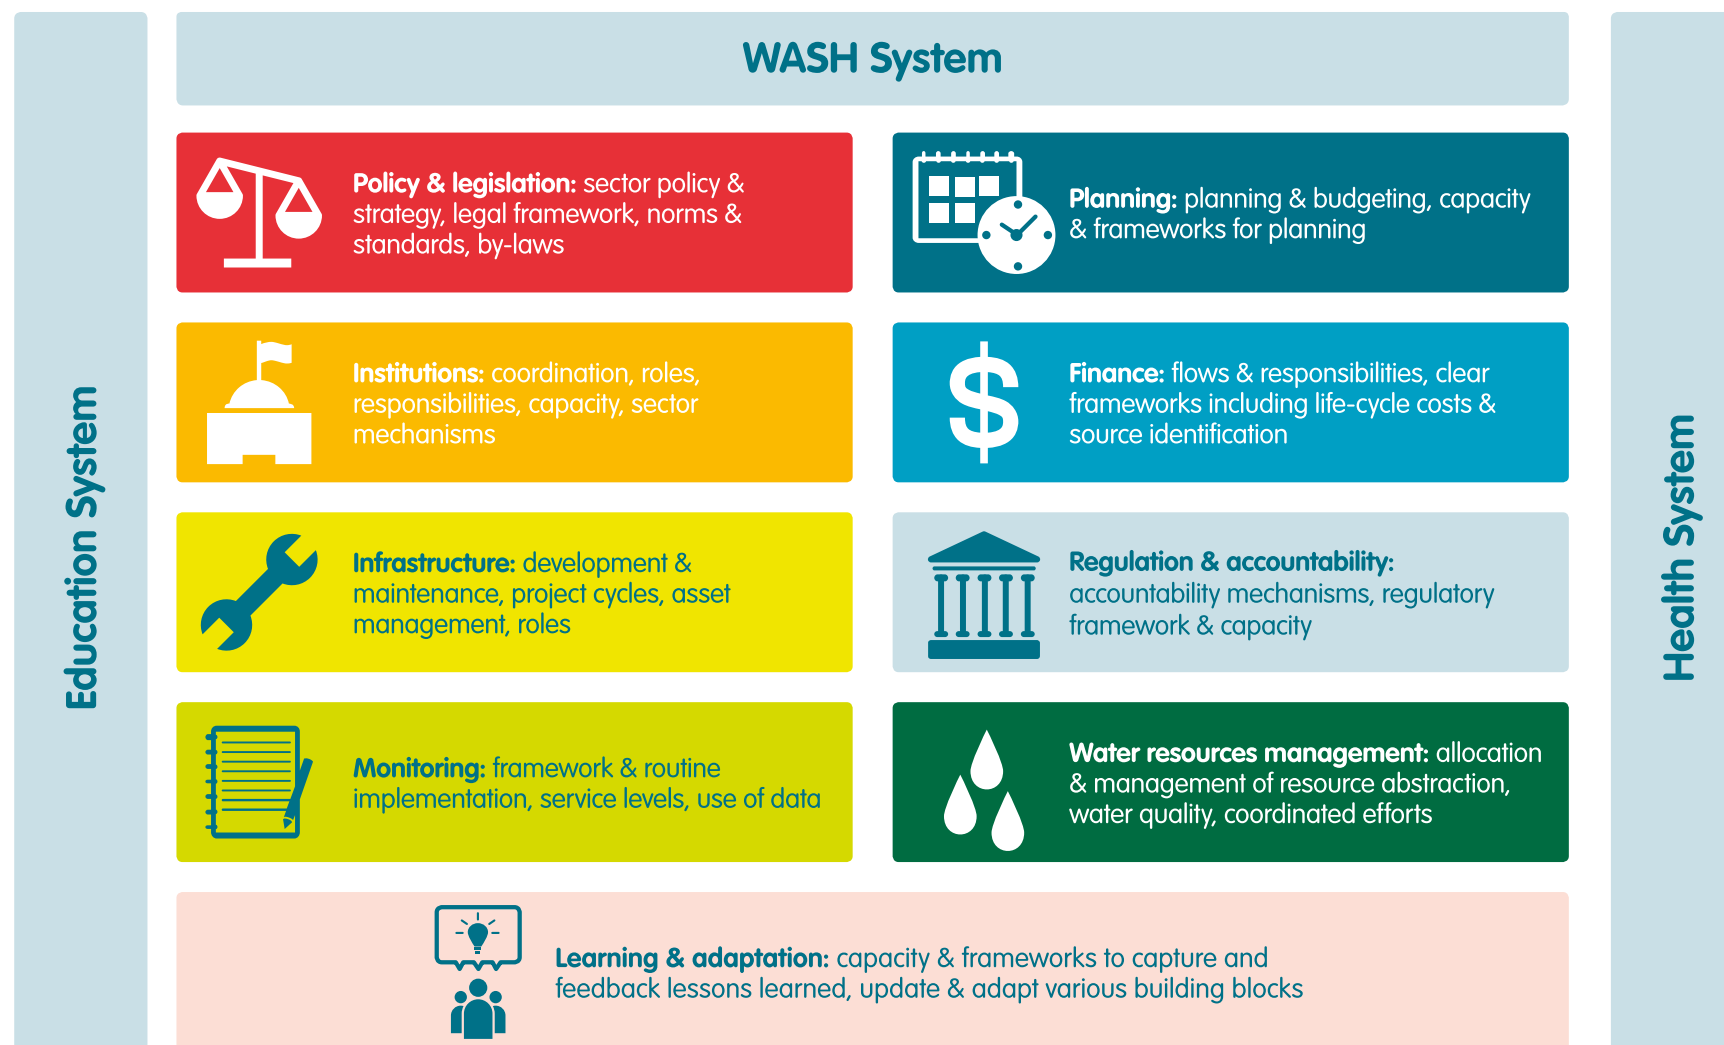 WASH System
Education System
Policy & legislation: sector policy &
strategy, legal framework, norms &
standards, by-laws
Planning: planning & budgeting, capacity
& frameworks for planning
Institutions: coordination, roles,
responsibilities, capacity, sector
mechanisms
Finance: flows & responsibilities, clear
frameworks including life-cycle costs &
source identification
Infrastructure: development &
maintenance, project cycles, asset
management, roles
Regulation & accountability:
accountability mechanisms, regulatory
framework & capacity
Monitoring: framework & routine
implementation, service levels, use of data
Water resources management: allocation
& management of resource abstraction,
water quality, coordinated efforts
Learning & adaptation: capacity & frameworks to capture and
feedback lessons learned, update & adapt various building blocks
Health System